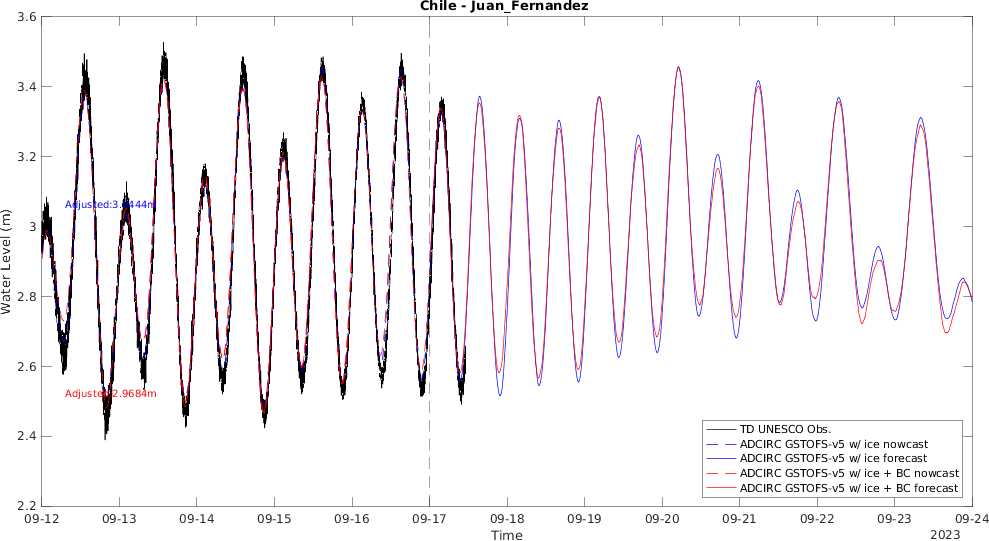 Chile - Juan_Fernandez
3.6
3.4
3.2
3
2.8
2.6
2.4
2.2
Water Level (m)
Adjusted:2.9684m
TD UNESCO Obs.
ADCIRC GSTOFS-v5 w/ ice nowcast
ADCIRC GSTOFS-v5 w/ ice forecast
ADCIRC GSTOFS-v5 w/ ice + BC nowcast
ADCIRC GSTOFS-v5 w/ ice + BC forecast
09-12 09-13 09-14 09-15 09-16 09-17 09-18 09-19 09-20 09-21 09-22 09-23 09-24
Time
2023